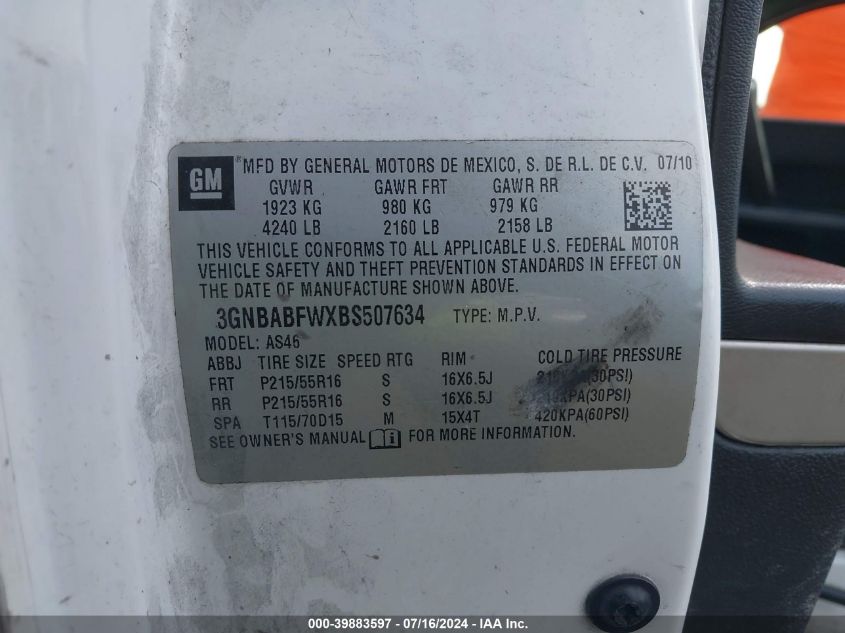 GM ®MFD BY GENERAL MOTORS DE MEXICO, S. DE R.L. DE C.V. 07/10
GVWR GAWR FRT GAWR RR
1923 KG 980 KG 979 KG
4240 LB 2160 LB 2158 LB
THIS VEHICLE CONFORMS TO ALL APPLICABLE U.S. FEDERAL MOTOR
VEHICLE SAFETY AND THEFT PREVENTION STANDARDS IN EFFECT ON
THE DATE OF MANUFACTURE SHOWN ABOVE.
3GNBABFWXBS507634 TYPE: M.P.V.
MODEL: AS46
ABBJ TIRE SIZE SPEED RTG RIM COLD TIRE PRESSURE
FRT P215/55R16 S 16X6.5J 210KPA(30PSI)
RR P215/55R16 S 16X6.5J 210KPA(30PSI)
SPA T115/70D15 M 15X4T 420KPA(60PSI)
SEE OWNER'S MANUAL FOR MORE INFORMATION.
000-39883597 - 07/16/2024 - IAA Inc.